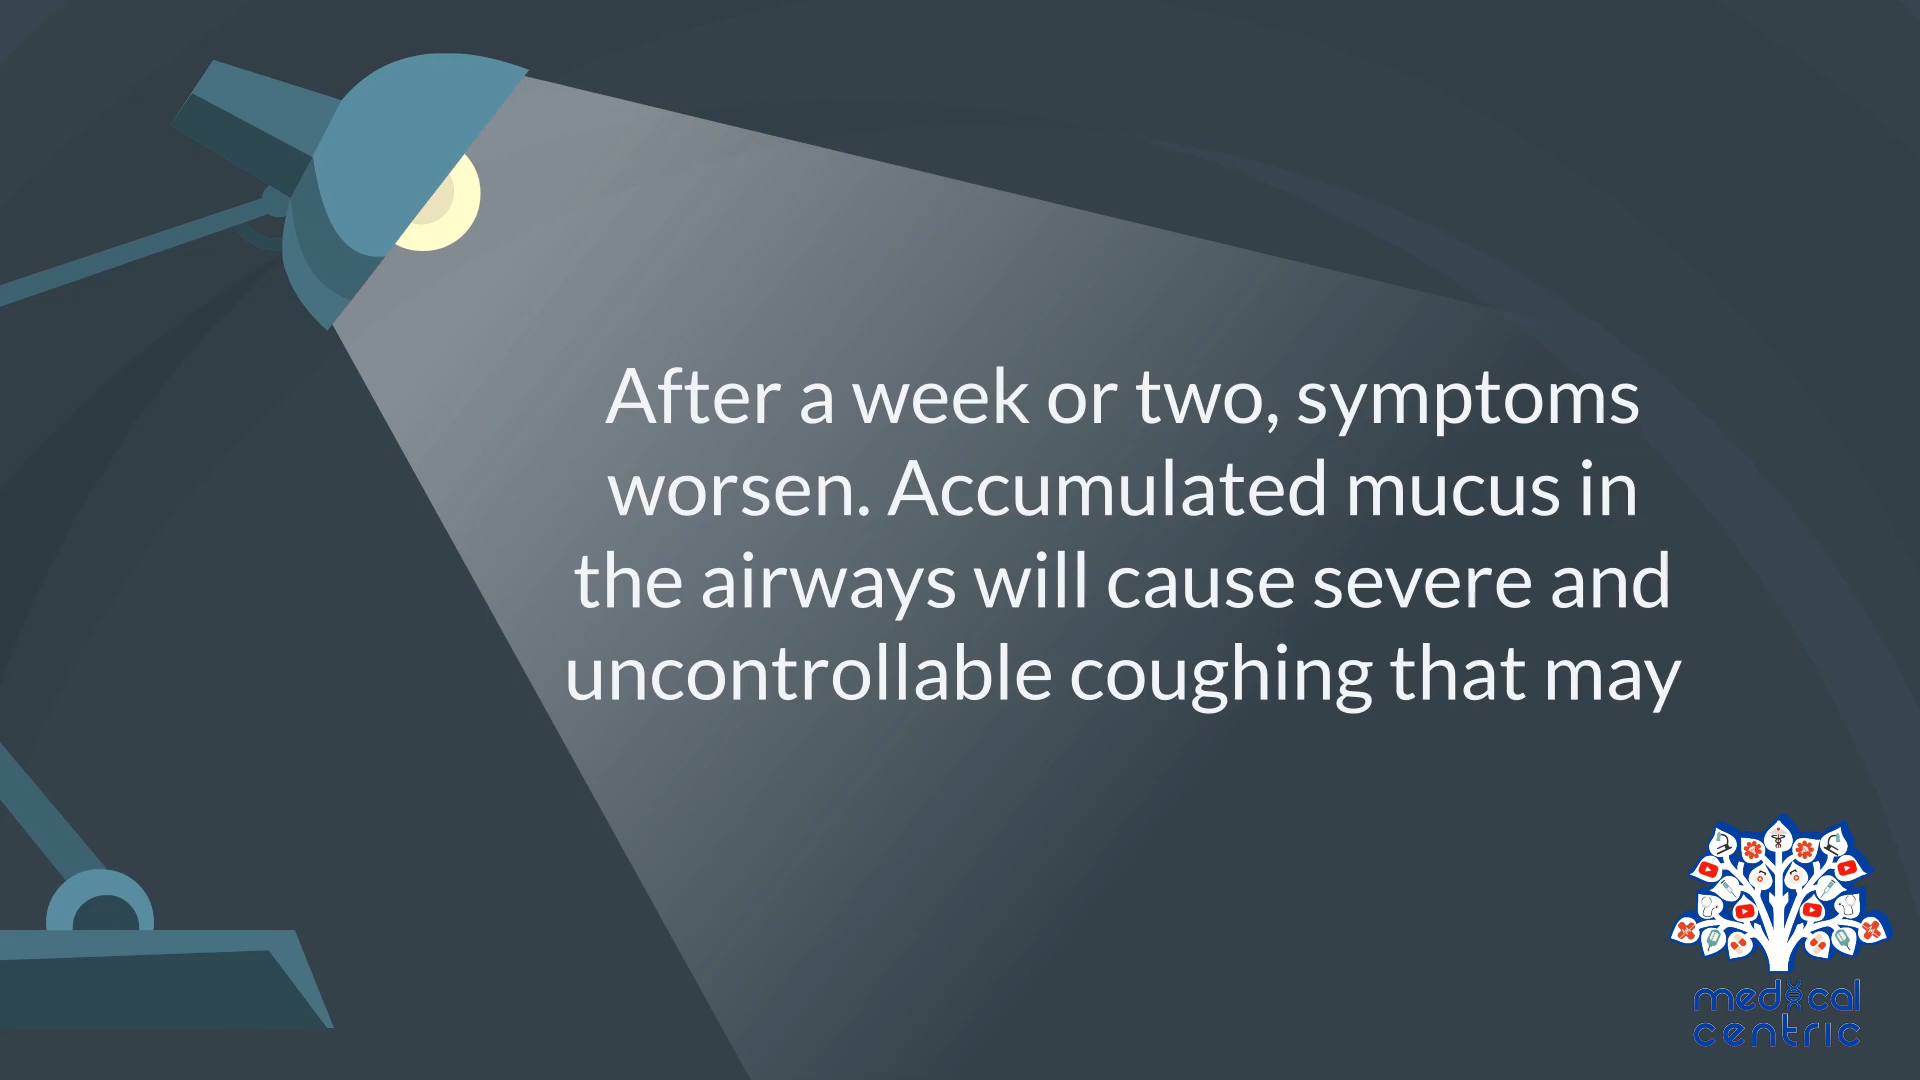 After a week or two, symptoms
worsen. Accumulated mucus in
the airways will cause severe and
uncontrollable coughing that may
medical
centric